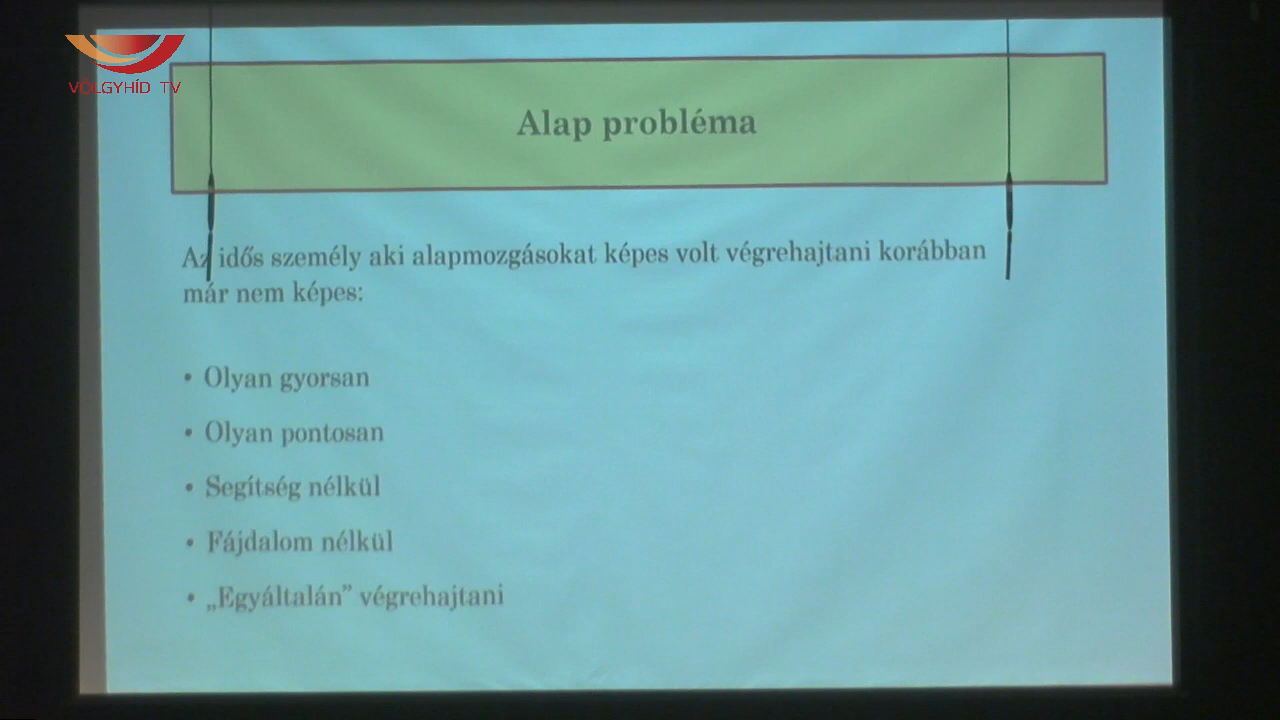 VÖLGYHÍD TV
Alap probléma
Az idős személy aki alapmozgásokat képes volt végrehajtani korábban
már nem képes:
• Olyan gyorsan
• Olyan pontosan
• Segítség nélkül
• Fájdalom nélkül
• „Egyáltalán” végrehajtani